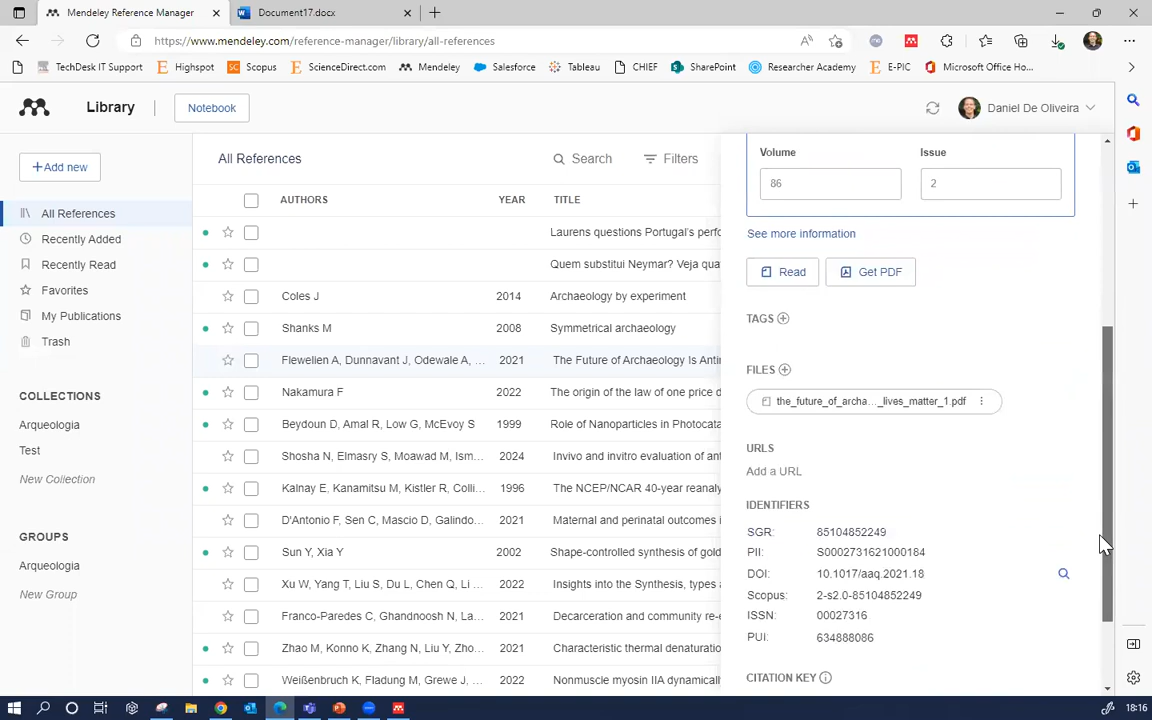 Mendeley Reference Manager
Document17.docx
https://www.mendeley.com/reference-manager/library/all-references
TechDesk IT Support
Highspot
Scopus
ScienceDirect.com
Mendeley
Salesforce
Tableau
CHIEF
SharePoint
Researcher Academy
E-PIC
Microsoft Office Ho...
Library
Notebook
Daniel De Oliveira
+Add new
All References
Recently Added
Recently Read
Favorites
My Publications
Trash
COLLECTIONS
Arqueologia
Test
New Collection
GROUPS
Arqueologia
New Group
All References
Search
Filters
AUTHORS YEAR TITLE
Laurens questions Portugal's perfo
Quem substitui Neymar? Veja qua
Coles J 2014 Archaeology by experiment
Shanks M 2008 Symmetrical archaeology
Flewellen A, Dunnavant J, Odewale A, ... 2021 The Future of Archaeology Is Anti
Nakamura F 2022 The origin of the law of one price d
Beydoun D, Amal R, Low G, McEvoy S 1999 Role of Nanoparticles in Photocata
Shosha N, Elmasry S, Moawad M, Ism... 2024 Invivo and invitro evaluation of ant
Kalnay E, Kanamitsu M, Kistler R, Colli... 1996 The NCEP/NCAR 40-year reanaly
D'Antonio F, Sen C, Mascio D, Galindo... 2021 Maternal and perinatal outcomes i
Sun Y, Xia Y 2002 Shape-controlled synthesis of gold
Xu W, Yang T, Liu S, Du L, Chen Q, Li ... 2022 Insights into the Synthesis, types a
Franco-Paredes C, Ghandnoosh N, La... 2021 Decarceration and community re-e
Zhao M, Konno K, Zhang N, Liu Y, Zho... 2021 Characteristic thermal denaturation
Weißenbruch K, Fladung M, Grewe J, ... 2022 Nonmuscle myosin IIA dynamically
Volume Issue
86 2
See more information
Read
Get PDF
TAGS
FILES
the_future_of_archa..._lives_matter_1.pdf
URLS
Add a URL
IDENTIFIERS
SGR: 85104852249
PII: S0002731621000184
DOI: 10.1017/aaq.2021.18
Scopus: 2-s2.0-85104852249
ISSN: 00027316
PUI: 634888086
CITATION KEY
18:16